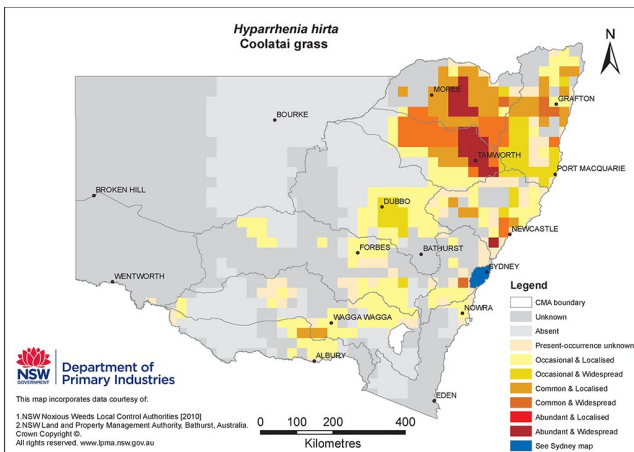 Hyparrhenia hirta
Coolatai grass
N
MOREE
GRAFTON
BOURKE
TAMWORTH
PORT MACQUARIE
BROKEN HILL
DUBBO
NEWCASTLE
FORBES
BATHURST
SYDNEY
WENTWORTH
NOWRA
WAGGA WAGGA
ALBURY
EDEN
Legend
CMA boundary
Unknown
Absent
Present-occurrence unknown
Occasional & Localised
Occasional & Widespread
Common & Localised
Common & Widespread
Abundant & Localised
Abundant & Widespread
See Sydney map
NSW
GOVERNMENT
Department of
Primary Industries
This map incorporates data courtesy of:
1.NSW Noxious Weeds Local Control Authorities [2010]
2.NSW Land and Property Management Authority, Bathurst, Australia.
Crown Copyright ©.
All rights reserved. www.lpma.nsw.gov.au
0 100 200 400
Kilometres